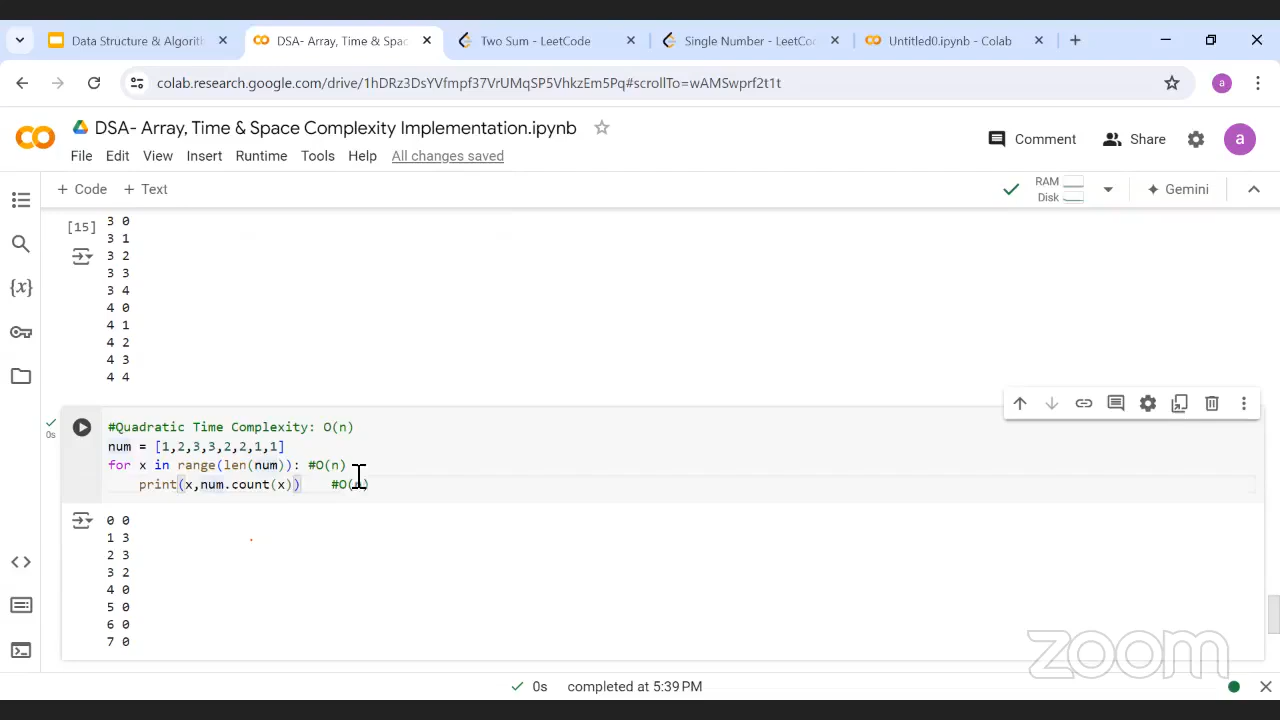 Data Structure & Algorith
DSA- Array, Time & Spac
Two Sum - LeetCode
Single Number - LeetCo
Untitled0.ipynb - Colab
colab.research.google.com/drive/1hDRz3DsYVfmpf37VrUMqSP5VhkzEm5Pq#scrollTo=wAMSwprf2t1t
a
DSA- Array, Time & Space Complexity Implementation.ipynb
Comment
Share
a
File Edit View Insert Runtime Tools Help All changes saved
+ Code + Text
RAM
Disk
Gemini
[15]
3 0
3 1
3 2
3 3
3 4
4 0
4 1
4 2
4 3
4 4
0s
#Quadratic Time Complexity: O(n)
num = [1,2,3,3,2,2,1,1]
for x in range(len(num)): #O(n)
print(x,num.count(x)) #O(n)
0 0
1 3
2 3
3 2
4 0
5 0
6 0
7 0
{x}
zoom
0s completed at 5:39 PM